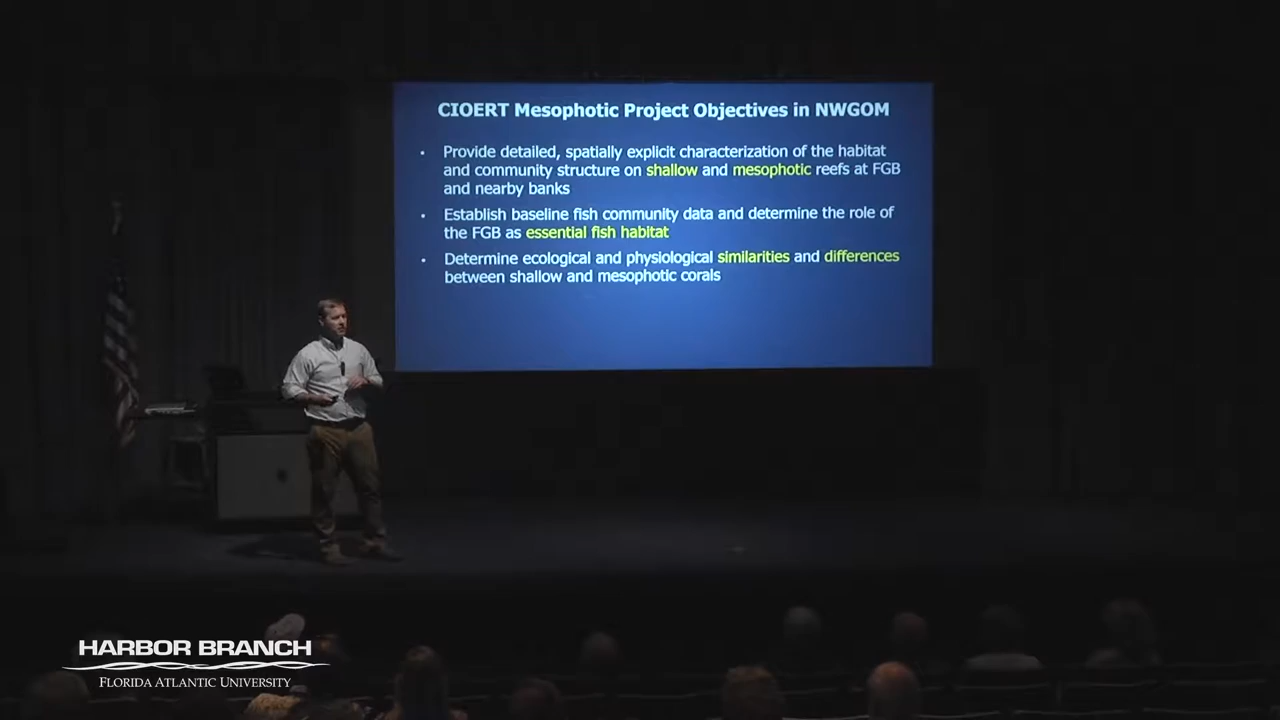 CIOERT Mesophotic Project Objectives in NWGOM
• Provide detailed, spatially explicit characterization of the habitat
and community structure on shallow and mesophotic reefs at FGB
and nearby banks
• Establish baseline fish community data and determine the role of
the FGB as essential fish habitat
• Determine ecological and physiological similarities and differences
between shallow and mesophotic corals
HARBOR BRANCH
FLORIDA ATLANTIC UNIVERSITY